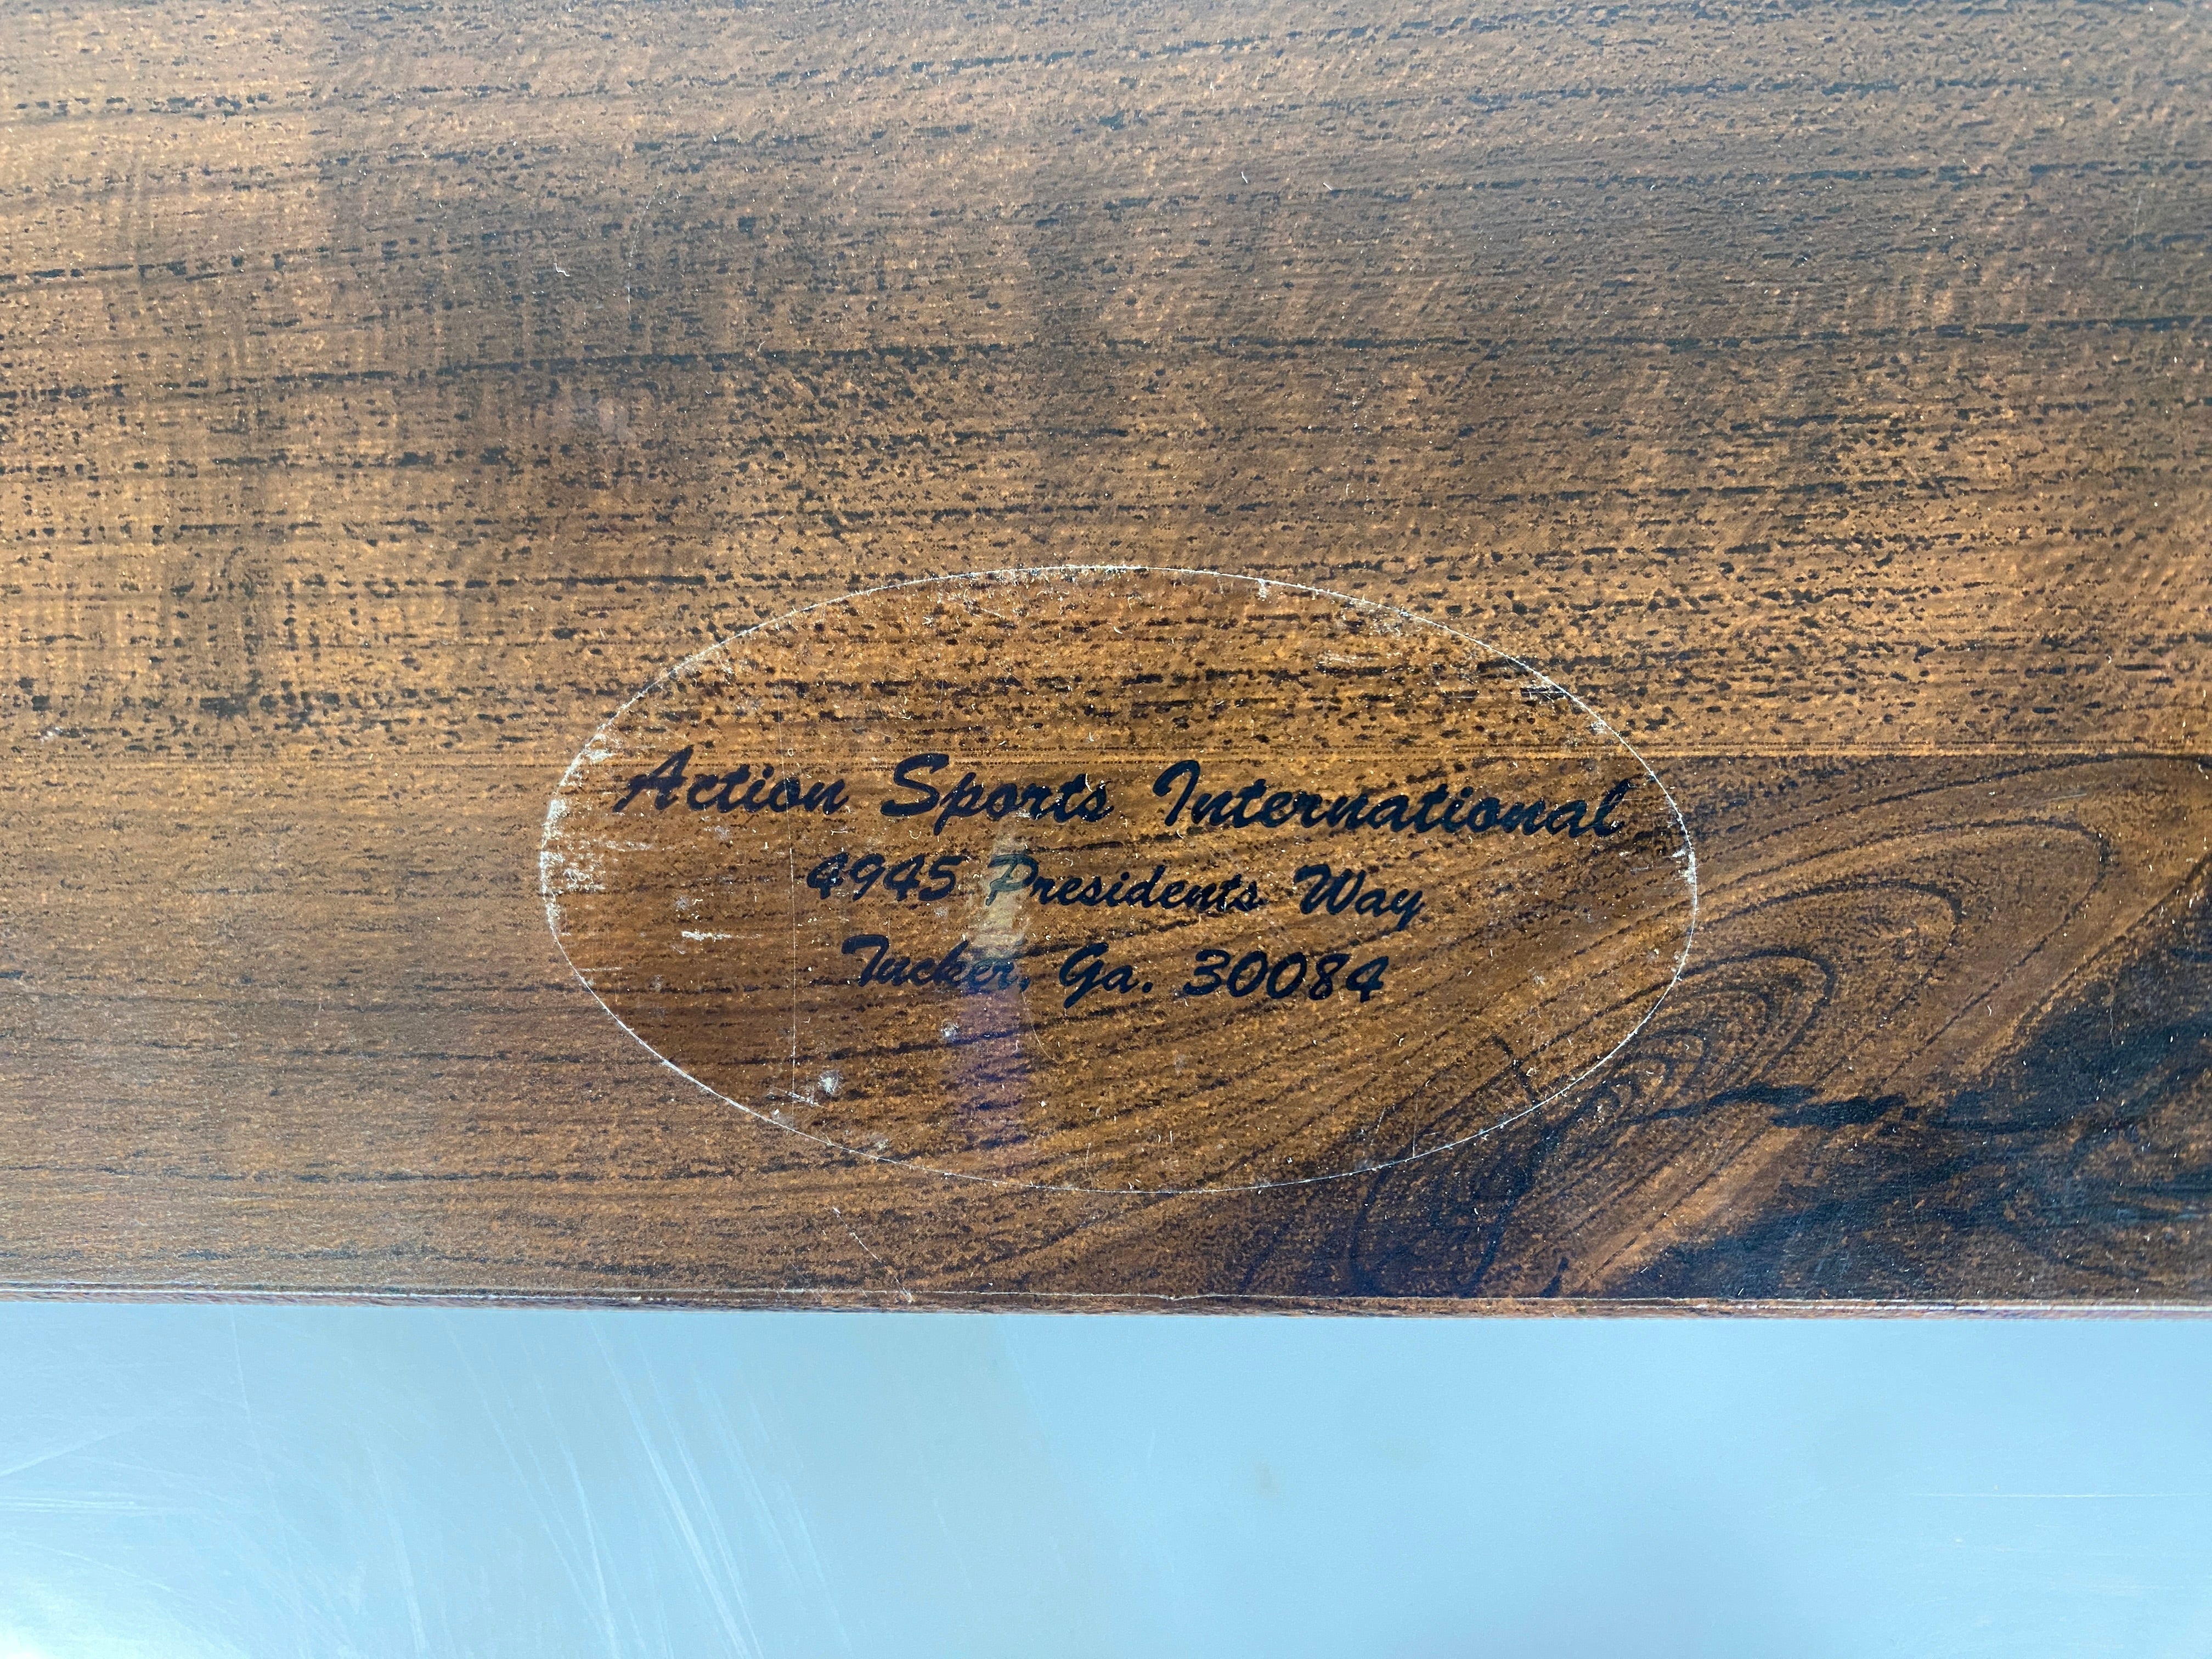 Action Sports International
4945 Presidents Way
Tucker, Ga. 30084